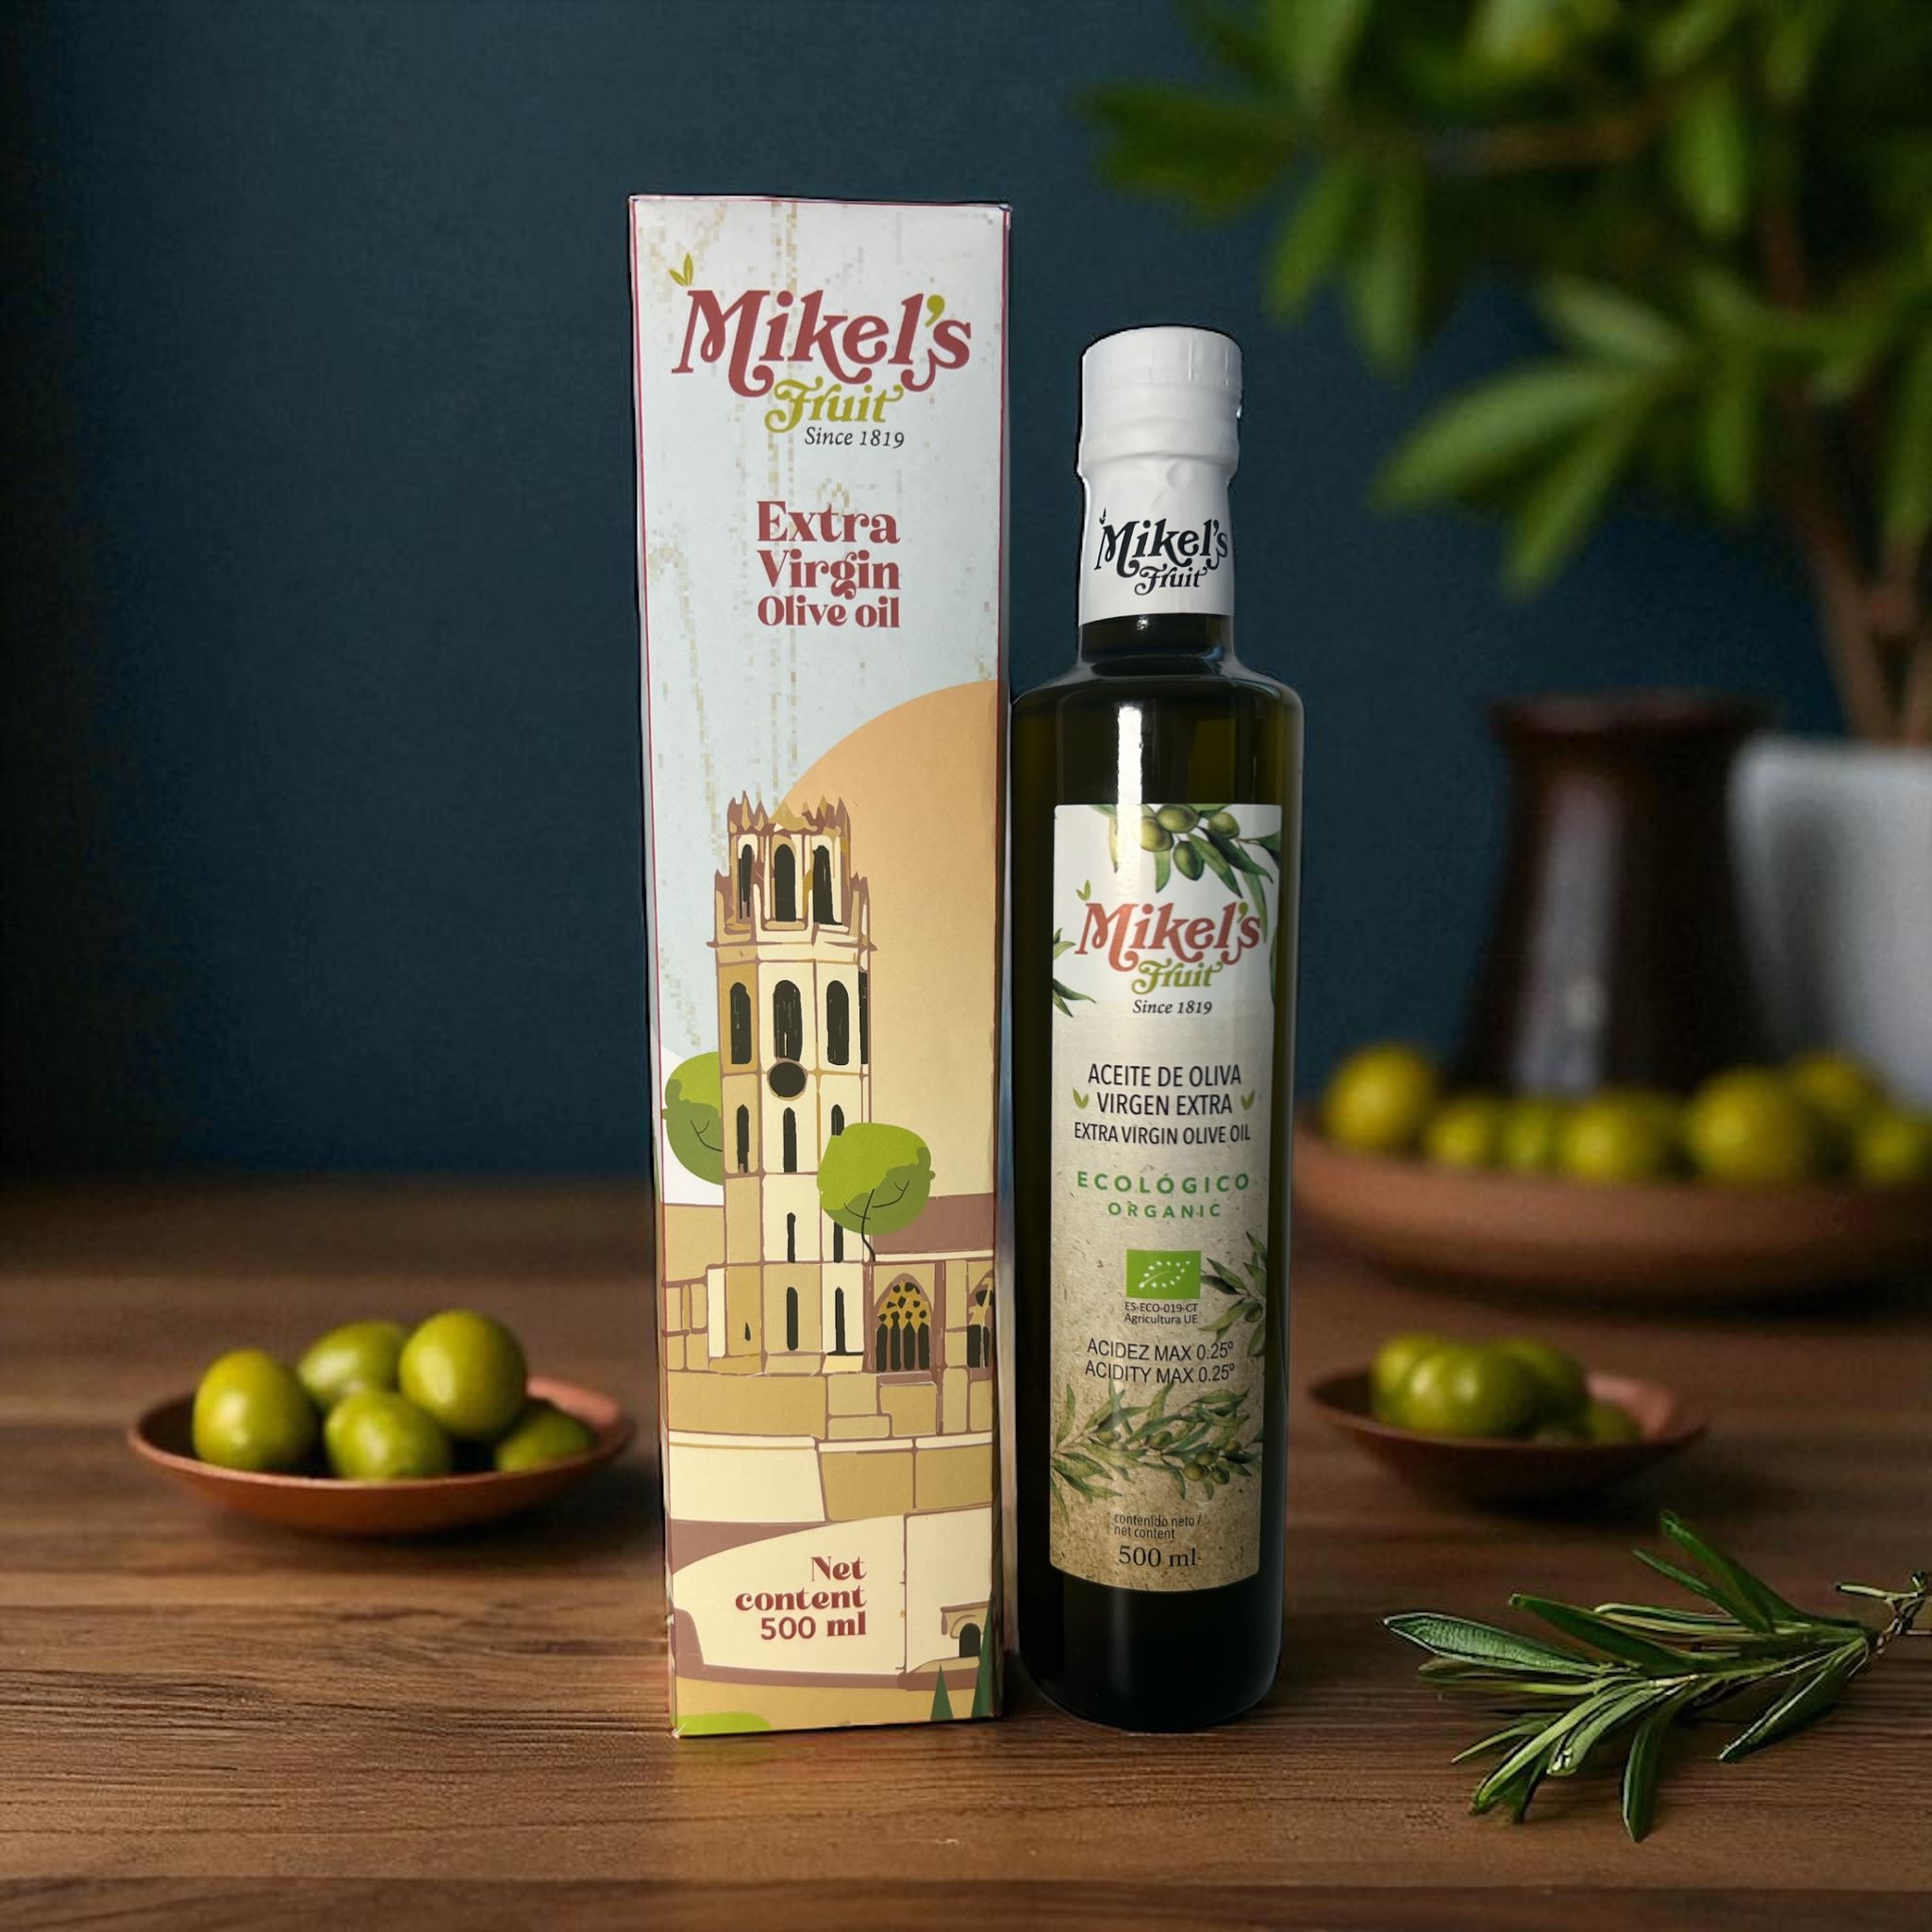 Mikel's
Fruit
Since 1819
Extra
Virgin
Olive oil
Net
content
500 ml
Mikel's
Fruit
Mikel's
Fruit
Since 1819
ACEITE DE OLIVA
VIRGEN EXTRA
EXTRA VIRGIN OLIVE OIL
ECOLÓGICO
ORGANIC
ES-ECO-019-CT
Agricultura UE
ACIDEZ MAX 0.25º
ACIDITY MAX 0.25º
contenido neto /
net content
500 ml